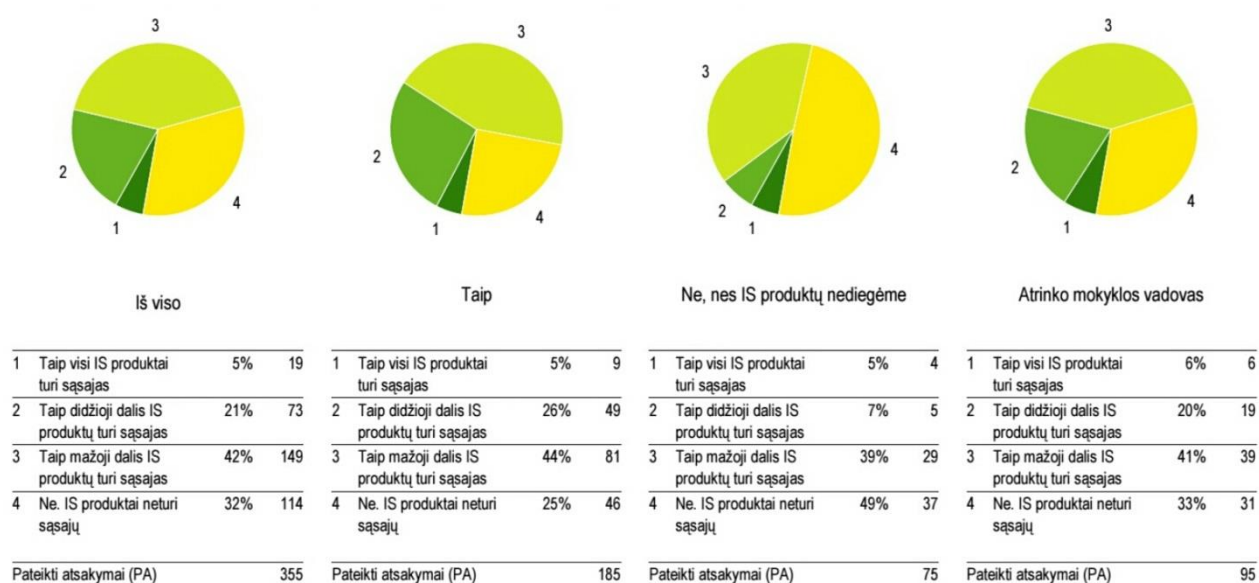 3
2
1
4
Iš viso
1 Taip visi IS produktai 5% 19
turi sąsajas
2 Taip didžioji dalis IS 21% 73
produktų turi sąsajas
3 Taip mažoji dalis IS 42% 149
produktų turi sąsajas
4 Ne. IS produktai neturi 32% 114
sąsajų
Pateikti atsakymai (PA) 355
3
2
1
4
Taip
1 Taip visi IS produktai 5% 9
turi sąsajas
2 Taip didžioji dalis IS 26% 49
produktų turi sąsajas
3 Taip mažoji dalis IS 44% 81
produktų turi sąsajas
4 Ne. IS produktai neturi 25% 46
sąsajų
Pateikti atsakymai (PA) 185
3
4
2
1
Ne, nes IS produktų nediegėme
1 Taip visi IS produktai 5% 4
turi sąsajas
2 Taip didžioji dalis IS 7% 5
produktų turi sąsajas
3 Taip mažoji dalis IS 39% 29
produktų turi sąsajas
4 Ne. IS produktai neturi 49% 37
sąsajų
Pateikti atsakymai (PA) 75
3
2
4
1
Atrinko mokyklos vadovas
1 Taip visi IS produktai 6% 6
turi sąsajas
2 Taip didžioji dalis IS 20% 19
produktų turi sąsajas
3 Taip mažoji dalis IS 41% 39
produktų turi sąsajas
4 Ne. IS produktai neturi 33% 31
sąsajų
Pateikti atsakymai (PA) 95